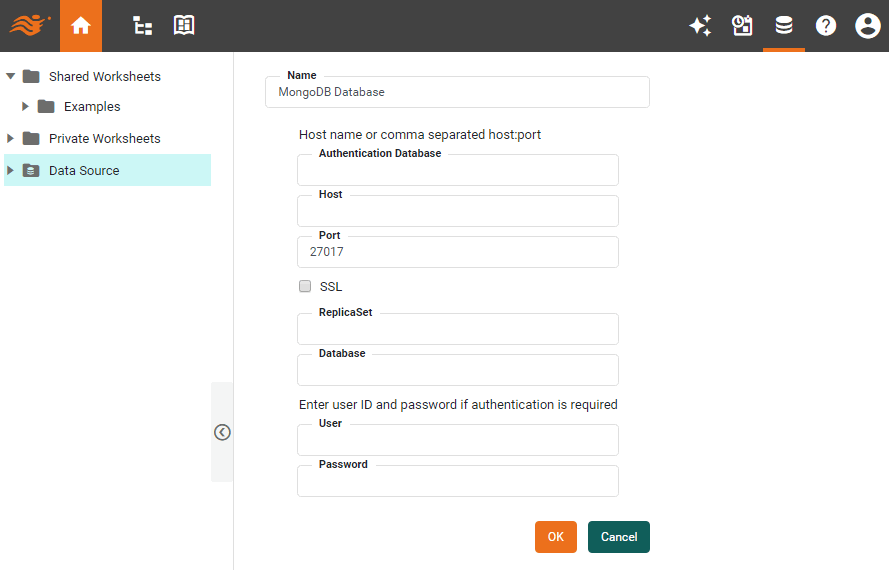 Shared Worksheets
Examples
Private Worksheets
Data Source
Name
MongoDB Database
Host name or comma separated host:port
Authentication Database
Host
Port
27017
SSL
ReplicaSet
Database
Enter user ID and password if authentication is required
User
Password
OK
Cancel